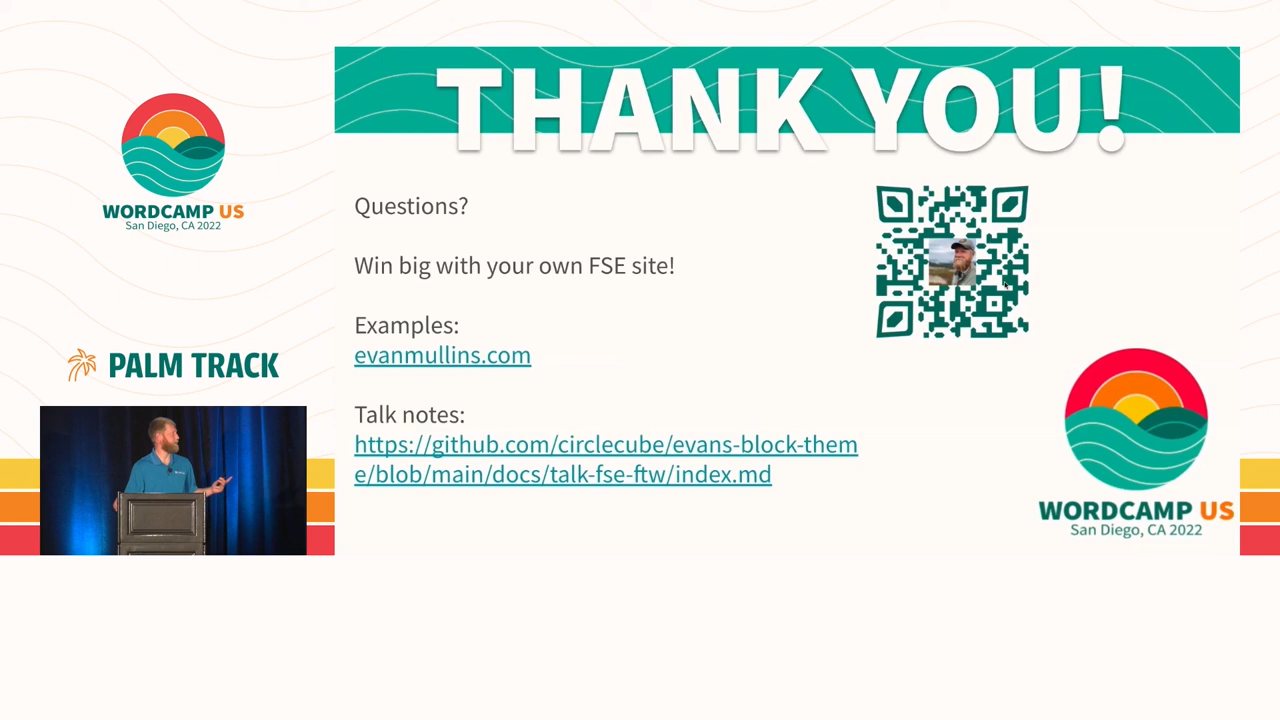 WORDCAMP US
San Diego, CA 2022
PALM TRACK
THANK YOU!
Questions?
Win big with your own FSE site!
Examples:
evanmullins.com
Talk notes:
https://github.com/circlecube/evans-block-them
e/blob/main/docs/talk-fse-ftw/index.md
WORDCAMP US
San Diego, CA 2022